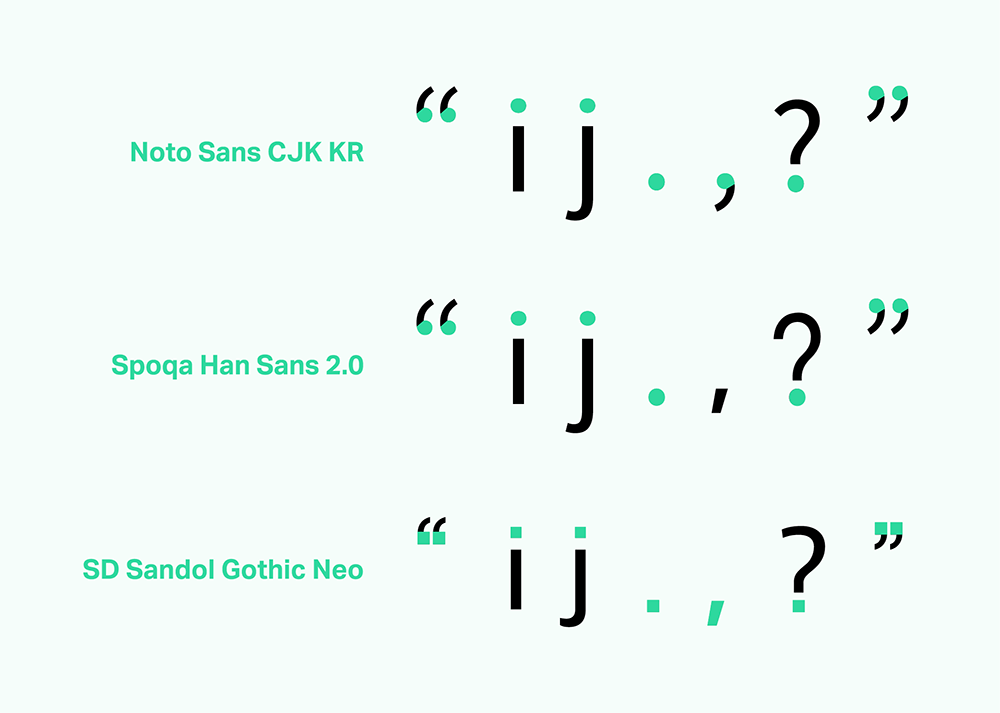 Noto Sans CJK KR “ i j . , ? ”
Spoqa Han Sans 2.0 “ i j . , ? ”
SD Sandol Gothic Neo “ i j . , ? ”